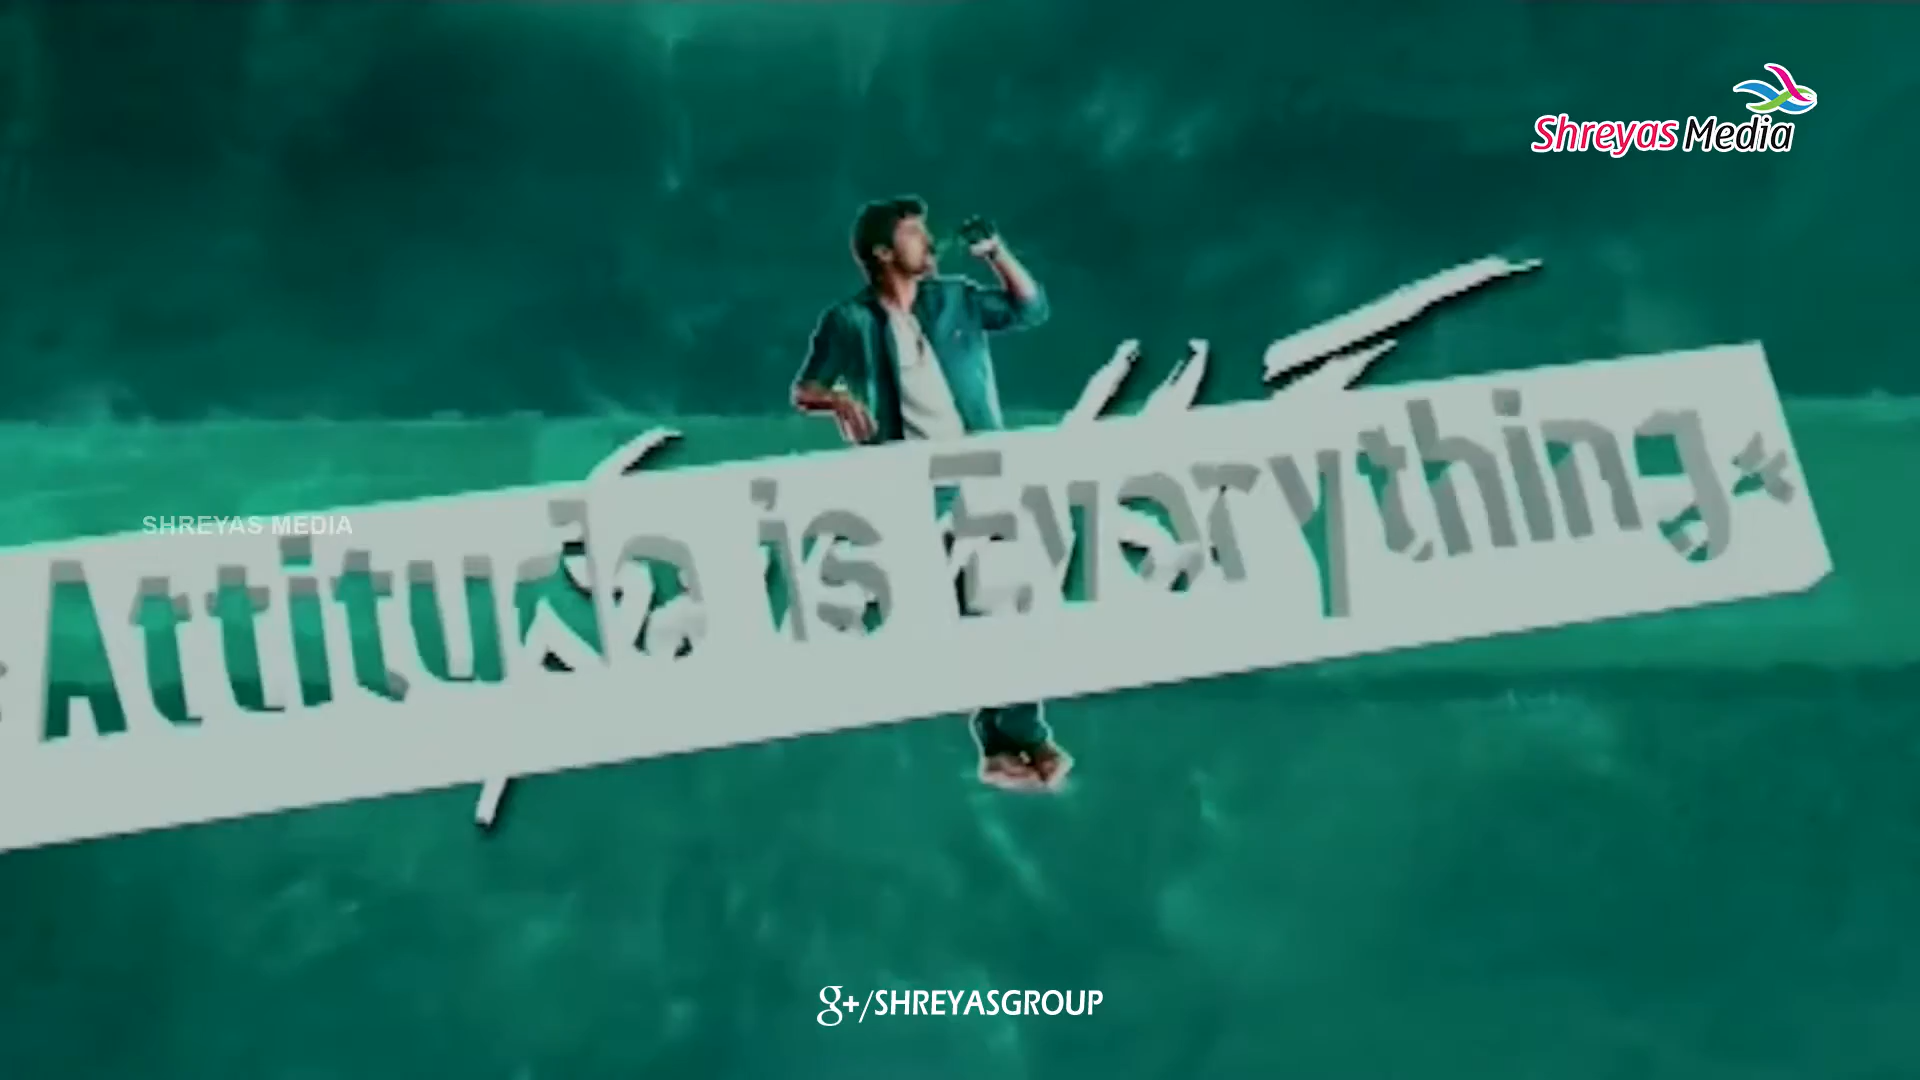 Shreyas Media
Attitude is Everything
SHREYAS MEDIA
g+/SHREYASGROUP